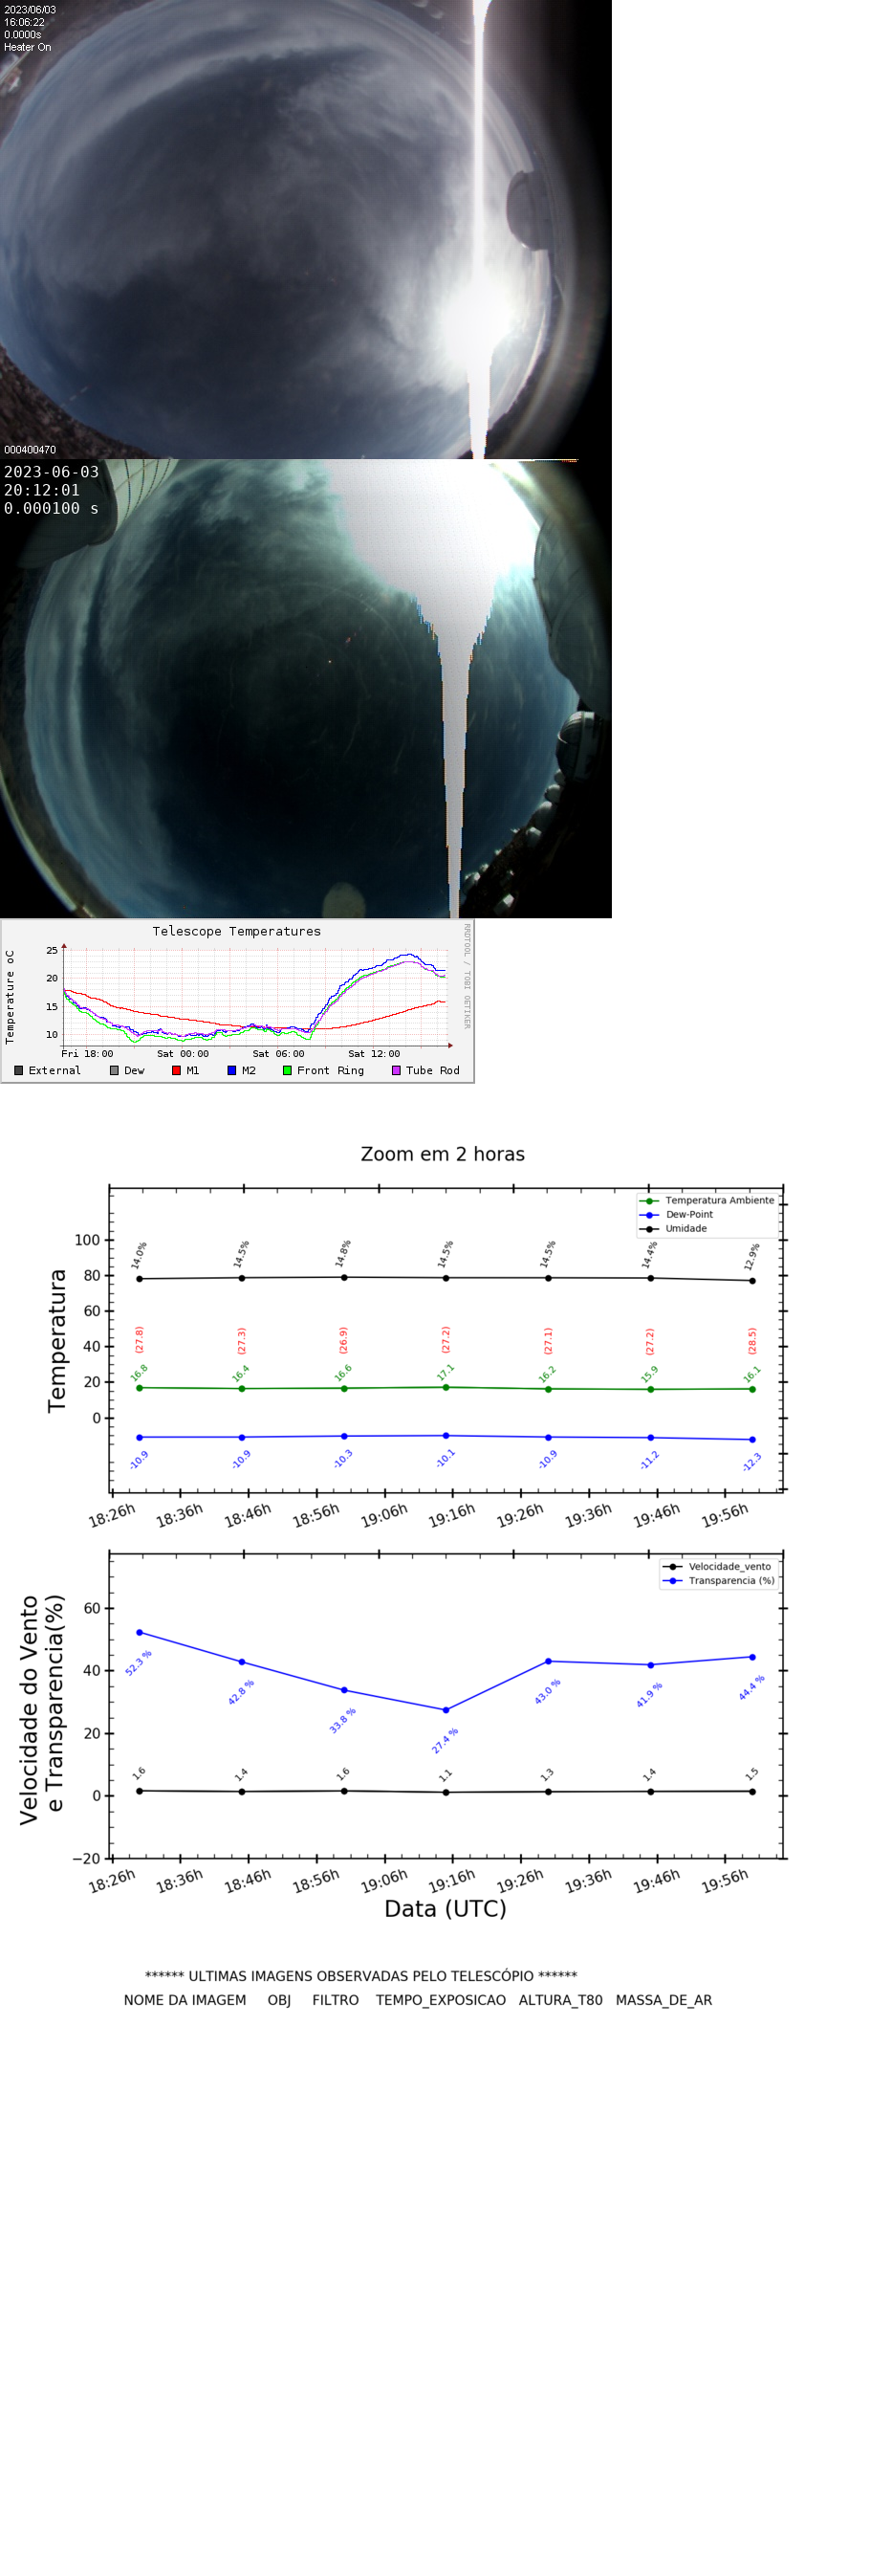 2023/06/03
16:06:22
0.0000s
Heater On
000400470
2023-06-03
20:12:01
0.000100 s
Telescope Temperatures
RRDTOOL / TOBI OETIKER
Temperature oC
25
20
15
10
Fri 18:00 Sat 00:00 Sat 06:00 Sat 12:00
External Dew M1 M2 Front Ring Tube Rod
Zoom em 2 horas
Temperatura Ambiente
Dew-Point
Umidade
Temperatura
100
80
60
40
20
0
14.0% 14.5% 14.8% 14.5% 14.5% 14.4% 12.9%
(27.8) (27.3) (26.9) (27.2) (27.1) (27.2) (28.5)
16.8 16.4 16.6 17.1 16.2 15.9 16.1
-10.9 -10.9 -10.3 -10.1 -10.9 -11.2 -12.3
18:26h 18:36h 18:46h 18:56h 19:06h 19:16h 19:26h 19:36h 19:46h 19:56h
Velocidade_vento
Transparencia (%)
Velocidade do Vento
e Transparencia(%)
60
40
20
0
−20
52.3 % 42.8 % 33.8 % 27.4 % 43.0 % 41.9 % 44.4 %
1.6 1.4 1.6 1.1 1.3 1.4 1.5
18:26h 18:36h 18:46h 18:56h 19:06h 19:16h 19:26h 19:36h 19:46h 19:56h
Data (UTC)
****** ULTIMAS IMAGENS OBSERVADAS PELO TELESCÓPIO ******
NOME DA IMAGEM OBJ FILTRO TEMPO_EXPOSICAO ALTURA_T80 MASSA_DE_AR